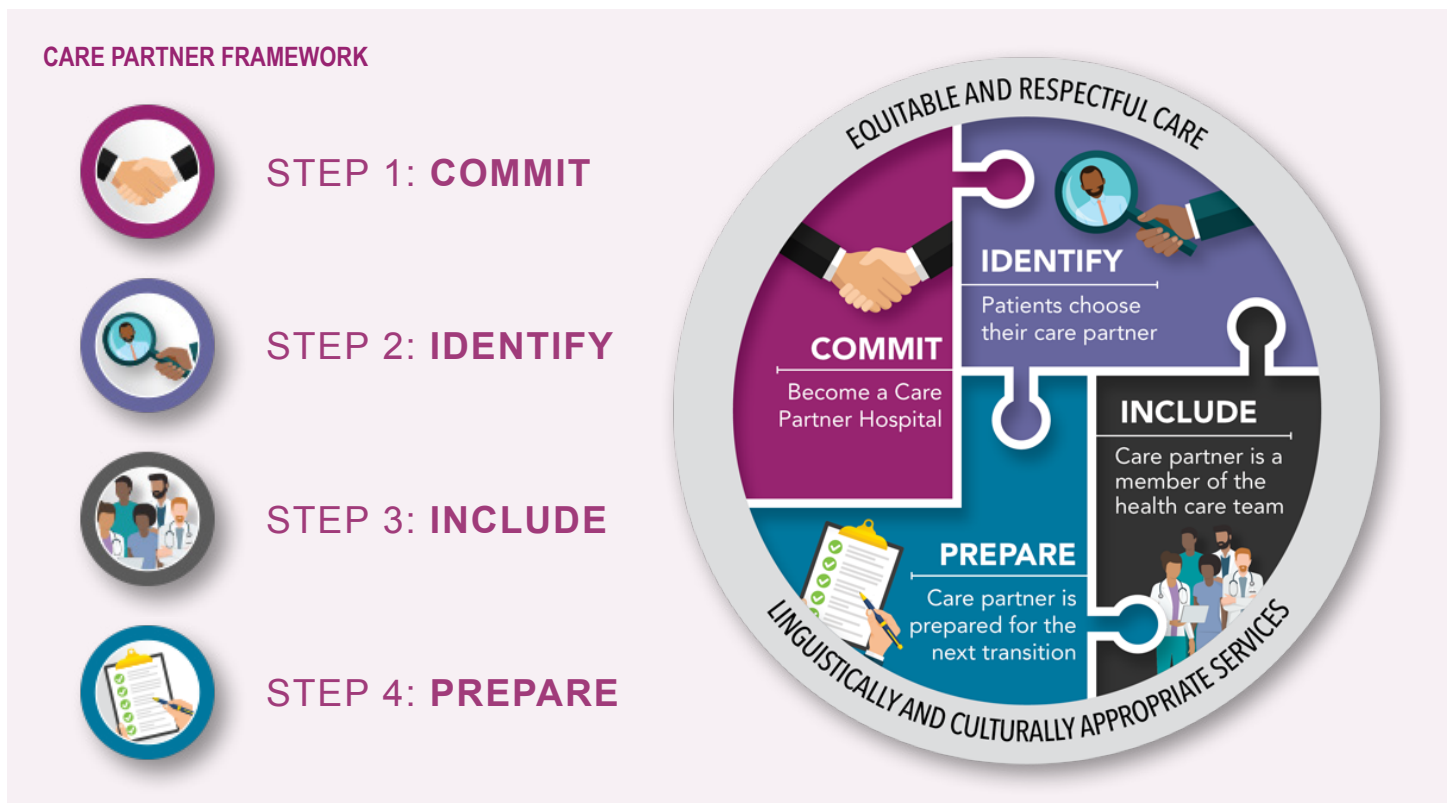 CARE PARTNER FRAMEWORK
STEP 1: COMMIT
STEP 2: IDENTIFY
STEP 3: INCLUDE
STEP 4: PREPARE
EQUITABLE AND RESPECTFUL CARE
COMMIT
Become a Care
Partner Hospital
IDENTIFY
Patients choose
their care partner
INCLUDE
Care partner is a
member of the
health care team
PREPARE
Care partner is
prepared for the
next transition
LINGUISTICALLY AND CULTURALLY APPROPRIATE SERVICES